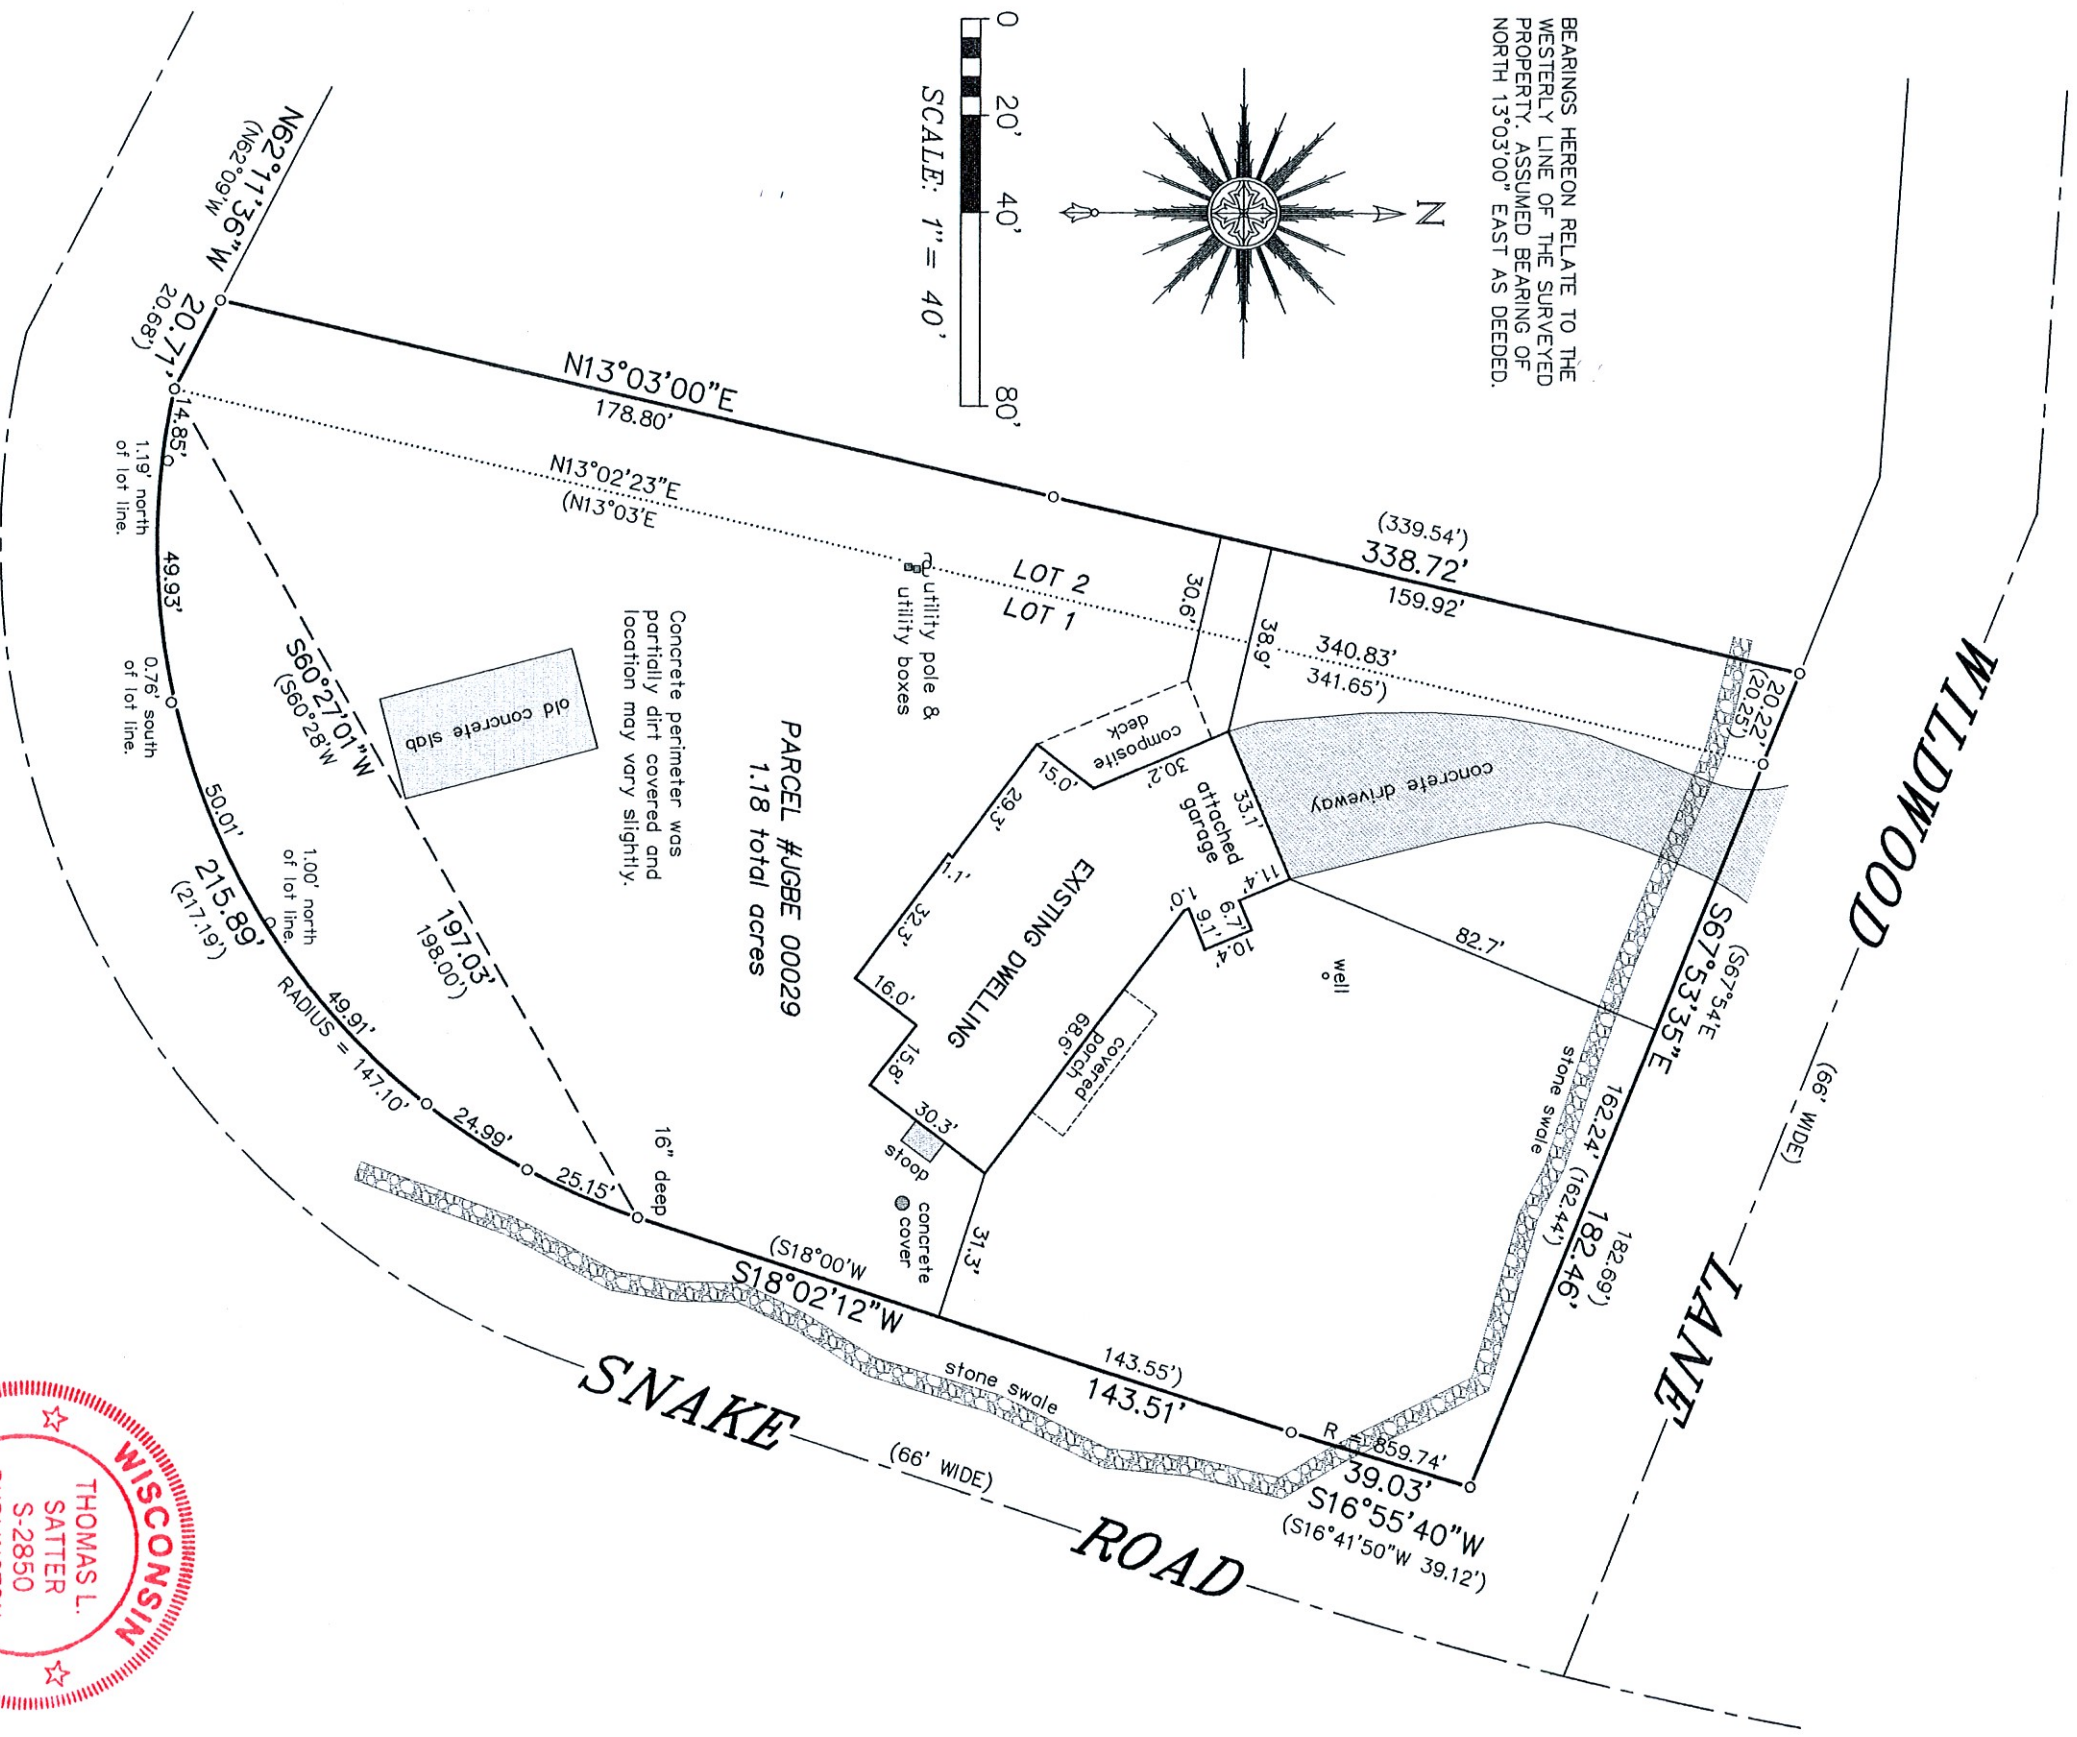 BEARINGS HEREON RELATE TO THE
WESTERLY LINE OF THE SURVEYED
PROPERTY. ASSUMED BEARING OF
NORTH 13°03'00" EAST AS DEEDED.
N
0 20' 40' 80'
SCALE: 1"= 40'
WILDWOOD LANE
(66' WIDE)
20.22'
(20.25')
(S67°54'E
S67°53'35"E
162.24' (162.44')
182.69')
182.46'
stone swale
(339.54')
338.72'
159.92'
N13°03'00"E
178.80'
340.83'
341.65')
N13°02'23"E
(N13°03'E
LOT 2
LOT 1
30.6'
38.9'
concrete driveway
82.7'
well
composite
deck
attached
garage
30.2'
33.1'
11.4'
6.7'
10.4'
9.1'
1.0'
15.0'
29.3'
1.1'
32.3'
16.0'
15.8'
30.3'
68.6'
EXISTING DWELLING
covered
porch
stoop
concrete
cover
31.3'
utility pole &
utility boxes
PARCEL #JGBE 00029
1.18 total acres
Concrete perimeter was
partially dirt covered and
location may vary slightly.
old concrete slab
R = 859.74'
39.03'
S16°55'40"W
(S16°41'50"W 39.12')
143.55')
143.51'
(S18°00'W
S18°02'12"W
stone swale
16" deep
SNAKE ROAD
(66' WIDE)
25.15'
24.99'
49.91'
RADIUS = 147.10'
1.00' north
of lot line.
215.89'
(217.19')
50.01'
0.76' south
of lot line.
49.93'
1.19' north
of lot line.
14.85'
S60°27'01"W
(S60°28'W
197.03'
198.00')
N62°11'36"W
(N62°09'W
20.71'
20.68')
WISCONSIN
THOMAS L.
SATTER
S-2850